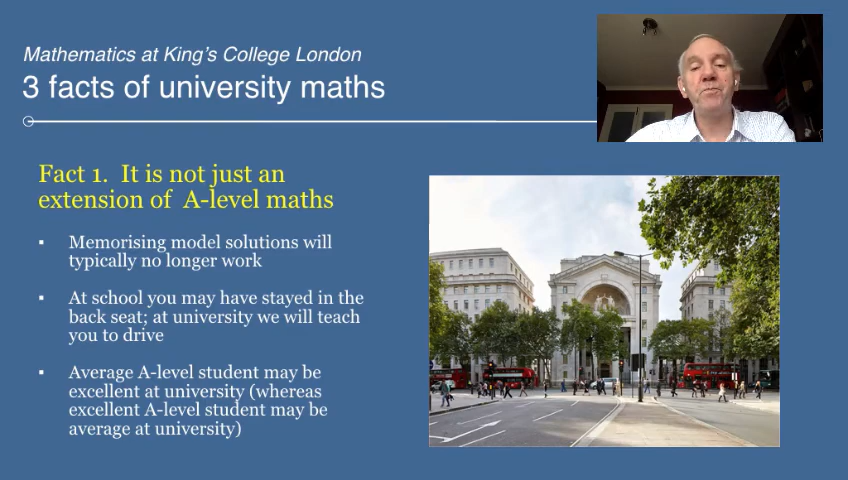 Mathematics at King's College London
3 facts of university maths
Fact 1. It is not just an
extension of A-level maths
▪ Memorising model solutions will
typically no longer work
▪ At school you may have stayed in the
back seat; at university we will teach
you to drive
▪ Average A-level student may be
excellent at university (whereas
excellent A-level student may be
average at university)